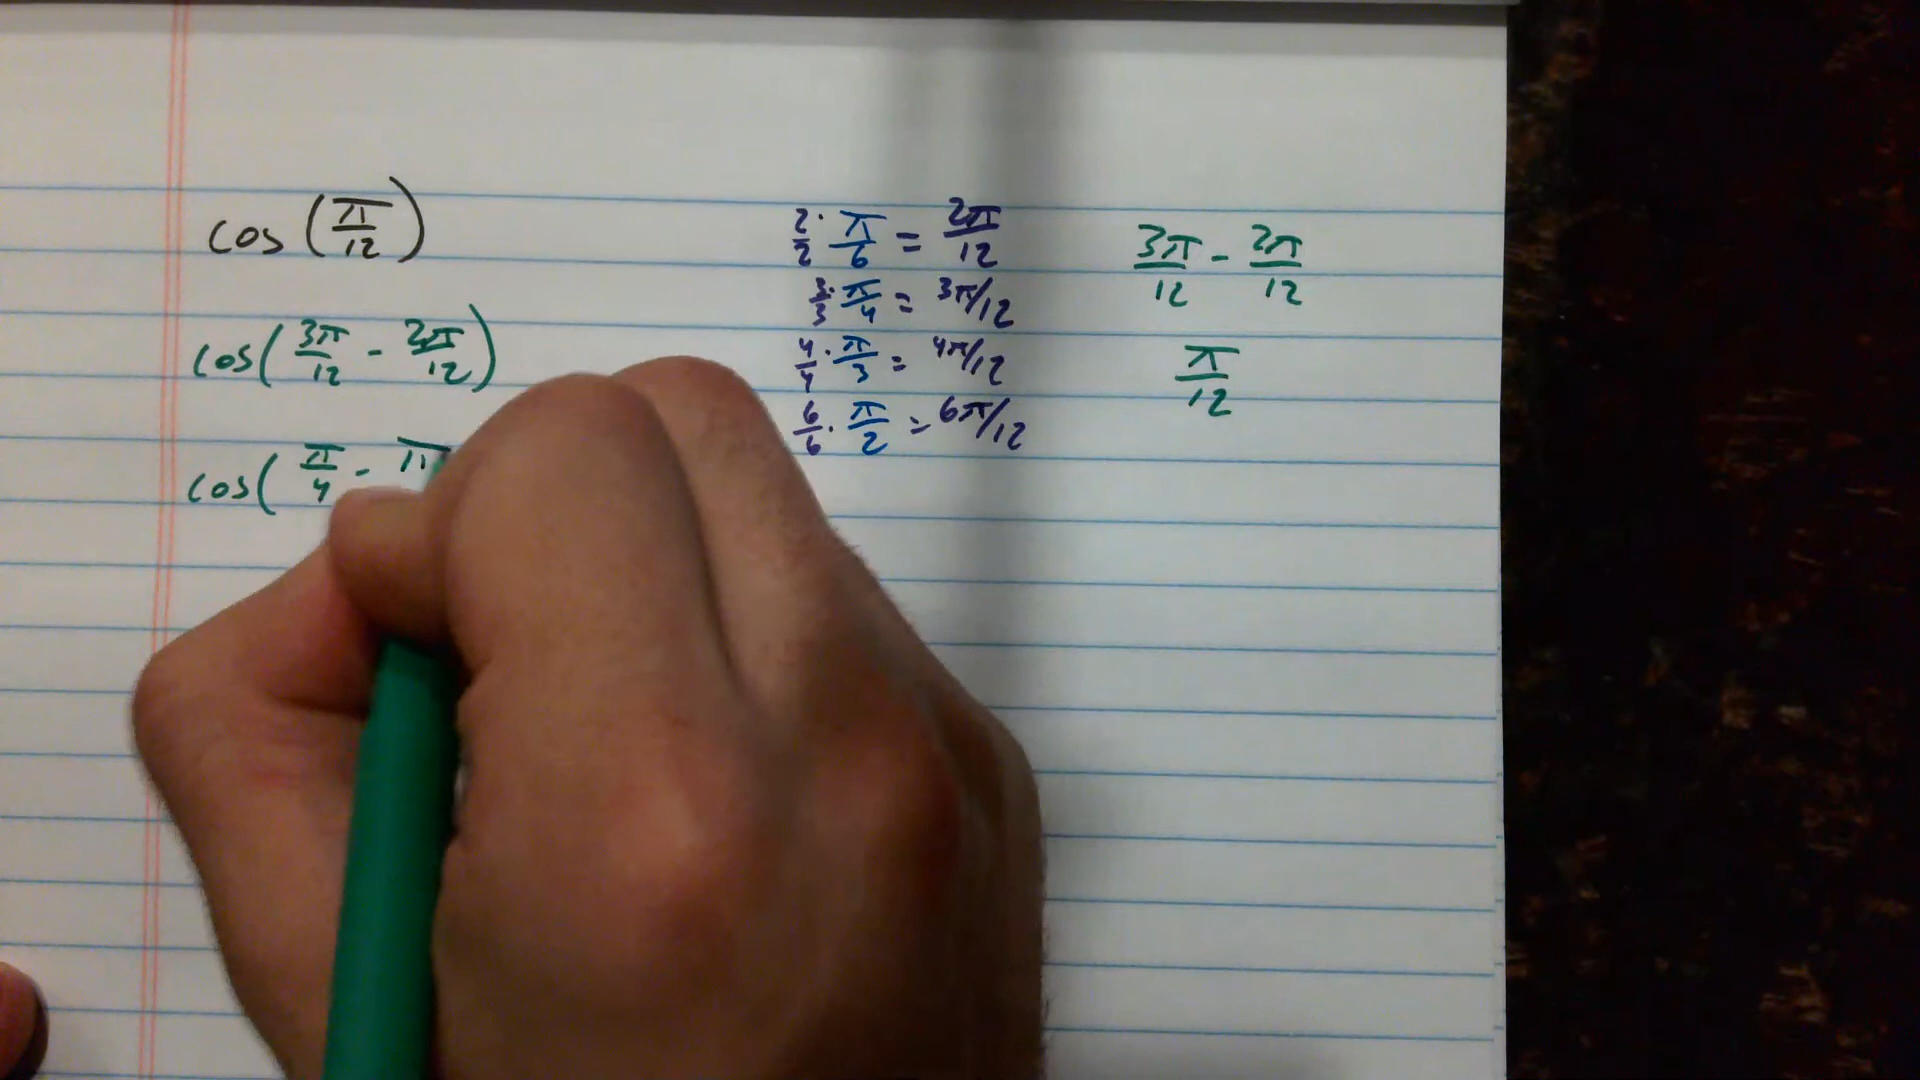 cos(π/12)
cos(3π/12 - 2π/12)
cos(π/4 - π
2/2 · π/6 = 2π/12
3/3 · π/4 = 3π/12
4/4 · π/3 = 4π/12
6/6 · π/2 = 6π/12
3π/12 - 2π/12
π/12